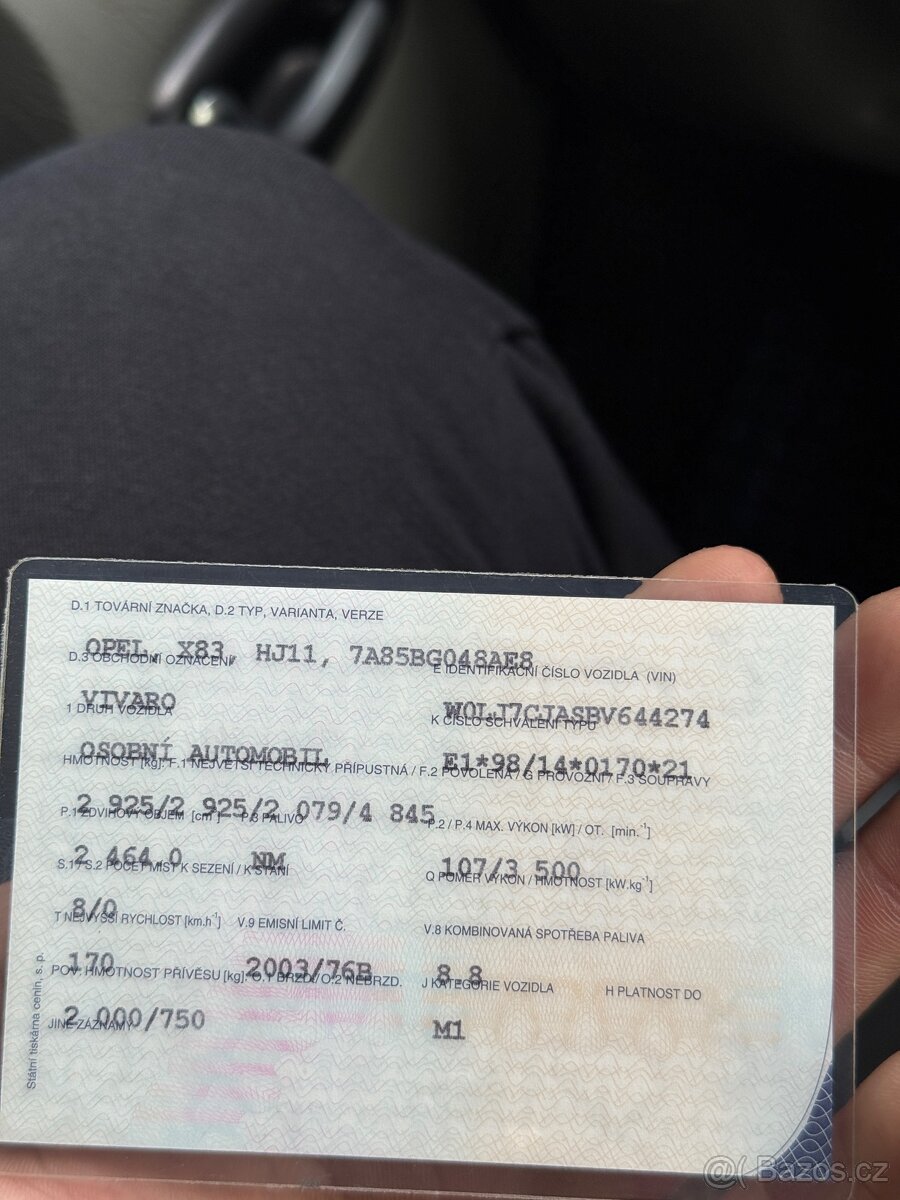 D.1 TOVÁRNÍ ZNAČKA, D.2 TYP, VARIANTA, VERZE
OPEL, X83, HJ11, 7A85BG048AE8
D.3 OBCHODNÍ OZNAČENÍ E IDENTIFIKAČNÍ ČÍSLO VOZIDLA (VIN)
VIVARO W0LJ7CJASBV644274
1 DRUH VOZIDLA K ČÍSLO SCHVÁLENÍ TYPU
OSOBNÍ AUTOMOBIL E1*98/14*0170*21
HMOTNOST [kg]: F.1 NEJVĚTŠÍ TECHNICKY PŘÍPUSTNÁ / F.2 POVOLENÁ / G PROVOZNÍ / F.3 SOUPRAVY
2 925/2 925/2 079/4 845
P.1 ZDVIHOVÝ OBJEM [cm³] P.3 PALIVO P.2 / P.4 MAX. VÝKON [kW] / OT. [min.⁻¹]
2 464.0 NM 107/3 500
S.1 / S.2 POČET MÍST K SEZENÍ / K STÁNÍ Q POMĚR VÝKON / HMOTNOST [kW.kg⁻¹]
8/0
T NEJVYŠŠÍ RYCHLOST [km.h⁻¹] V.9 EMISNÍ LIMIT Č. V.8 KOMBINOVANÁ SPOTŘEBA PALIVA
170 2003/76B 8.8
POV. HMOTNOST PŘÍVĚSU [kg]: O.1 BRZD./O.2 NEBRZD. J KATEGORIE VOZIDLA H PLATNOST DO
2 000/750 M1
JINÉ ZÁZNAMY
Státní tiskárna cenin, s. p.
@( Bazos.cz